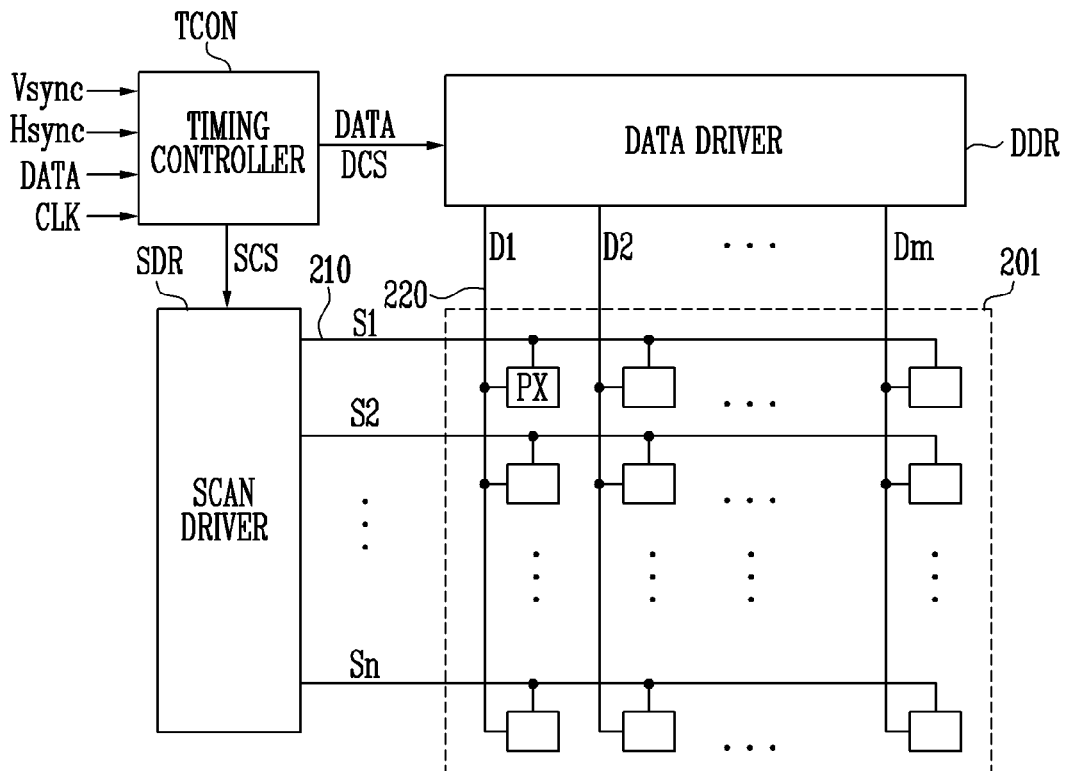 TCON
Vsync
Hsync
DATA
CLK
TIMING
CONTROLLER
DATA
DCS
DATA DRIVER
DDR
SDR
SCS
210
220
D1
D2
Dm
201
S1
PX
S2
SCAN
DRIVER
Sn